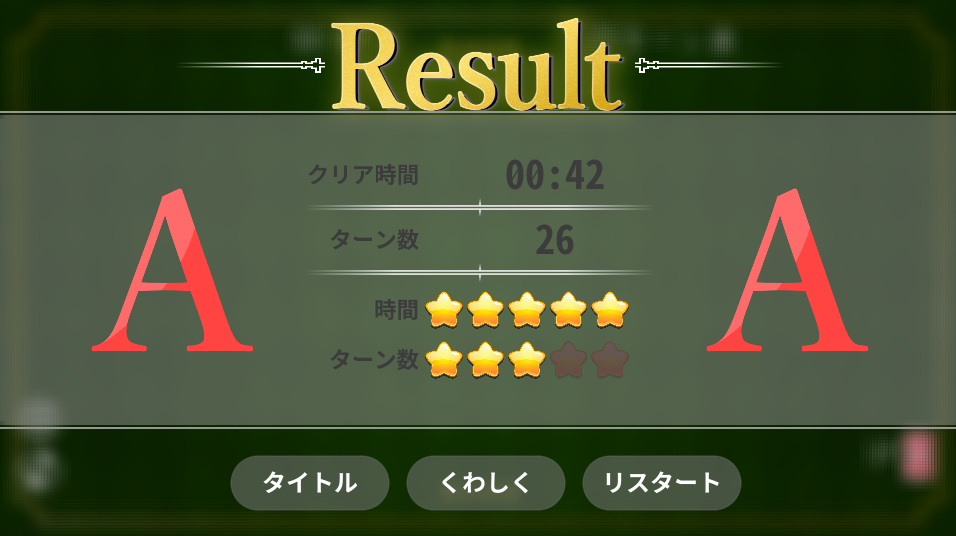 Result
A
クリア時間 00:42
ターン数 26
時間
ターン数
A
タイトル くわしく リスタート